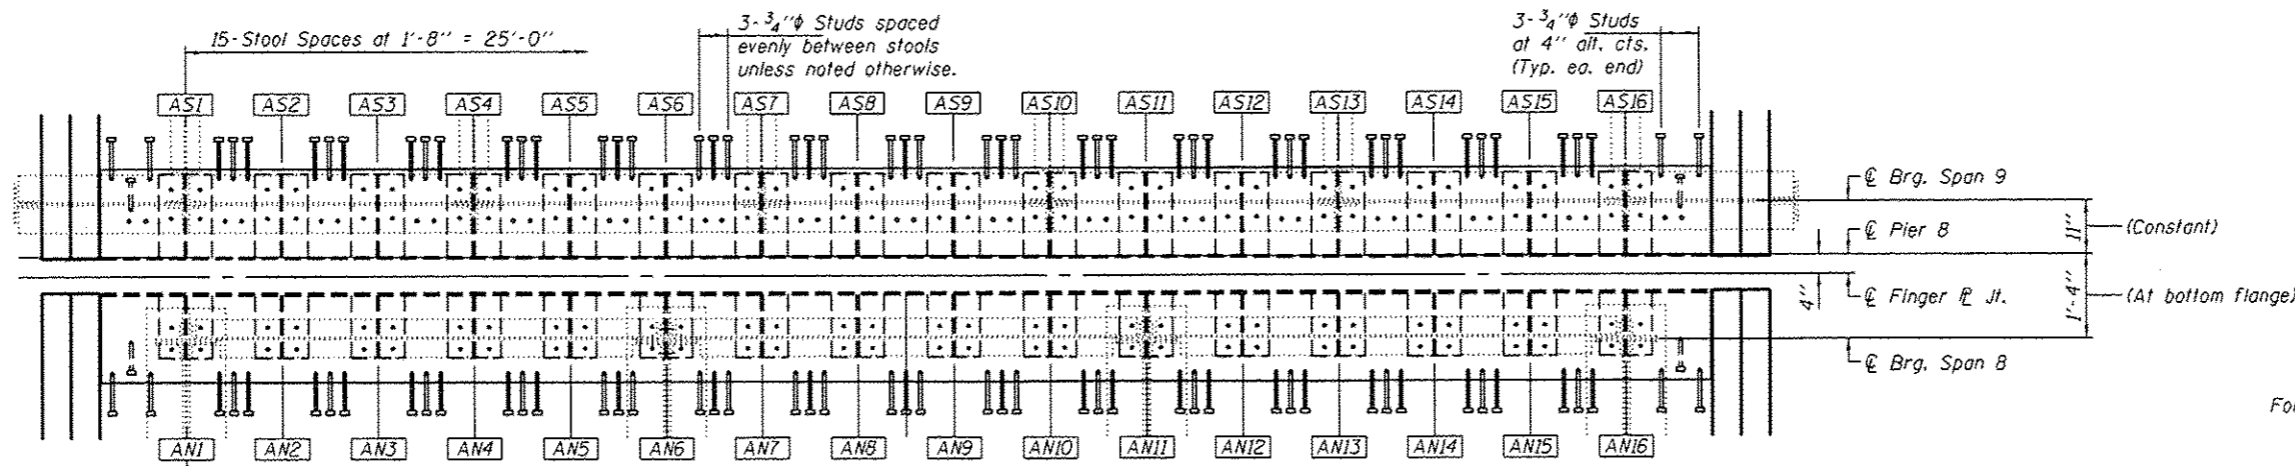 15-Stool Spaces at 1'-8" = 25'-0"
3-3/4"ϕ Studs spaced
evenly between stools
unless noted otherwise.
3-3/4"ϕ Studs
at 4" alt. cts.
(Typ. ea. end)
AS1 AS2 AS3 AS4 AS5 AS6 AS7 AS8 AS9 AS10 AS11 AS12 AS13 AS14 AS15 AS16
℄ Brg. Span 9
℄ Pier 8
11"
(Constant)
℄ Finger ℙ Jt.
4"
1'-4"
(At bottom flange)
℄ Brg. Span 8
AN1 AN2 AN3 AN4 AN5 AN6 AN7 AN8 AN9 AN10 AN11 AN12 AN13 AN14 AN15 AN16